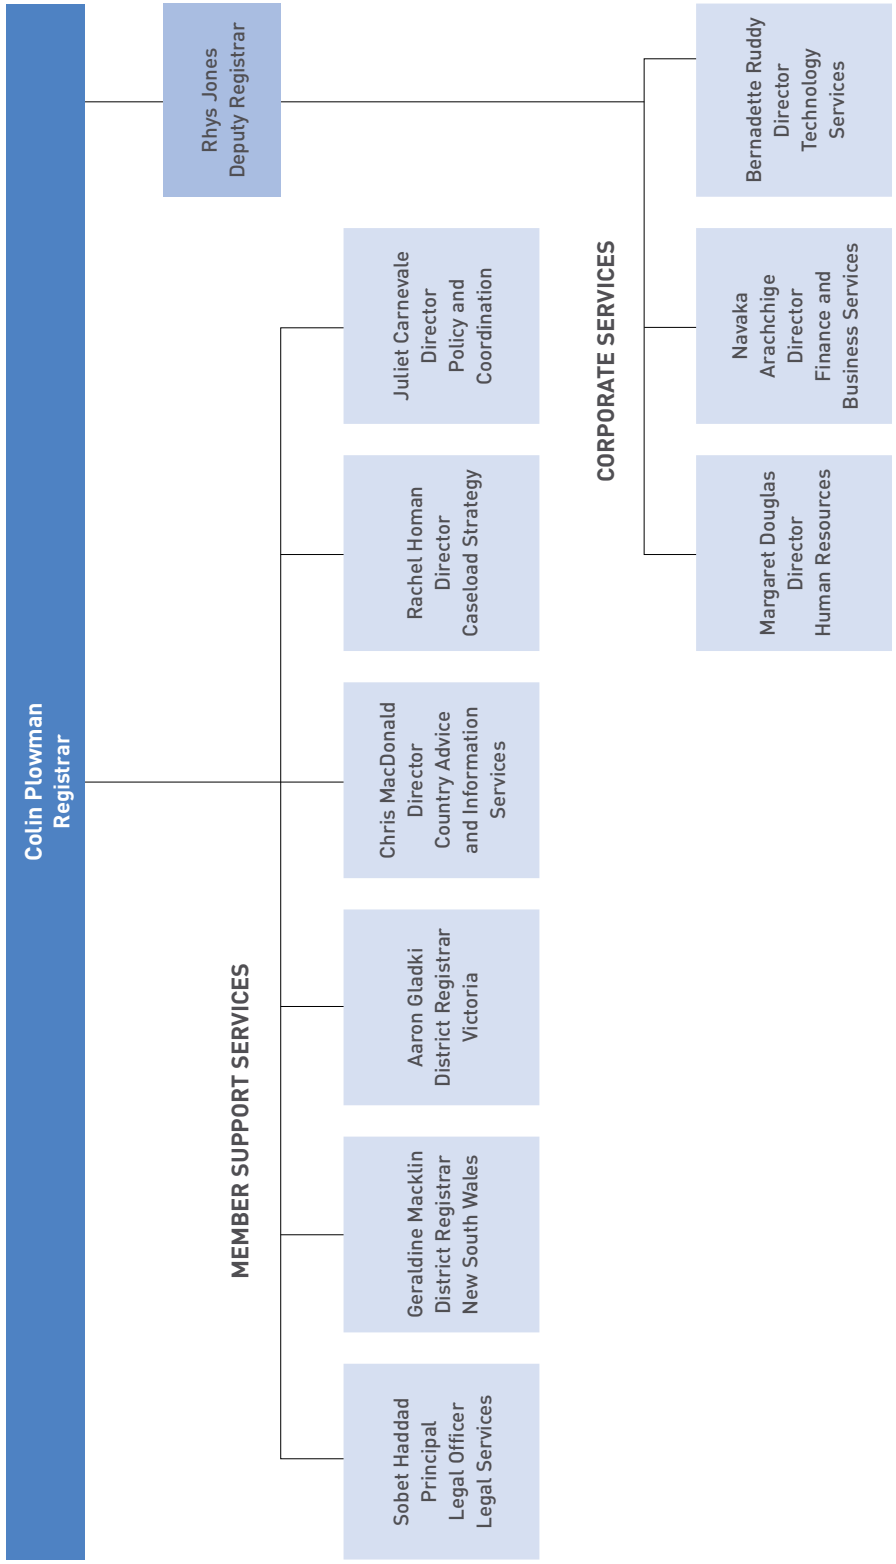 Colin Plowman
Registrar
Rhys Jones
Deputy Registrar
MEMBER SUPPORT SERVICES
Sobet Haddad
Principal
Legal Officer
Legal Services
Geraldine Macklin
District Registrar
New South Wales
Aaron Gladki
District Registrar
Victoria
Chris MacDonald
Director
Country Advice
and Information
Services
Rachel Homan
Director
Caseload Strategy
Juliet Carnevale
Director
Policy and
Coordination
CORPORATE SERVICES
Margaret Douglas
Director
Human Resources
Navaka
Arachchige
Director
Finance and
Business Services
Bernadette Ruddy
Director
Technology
Services